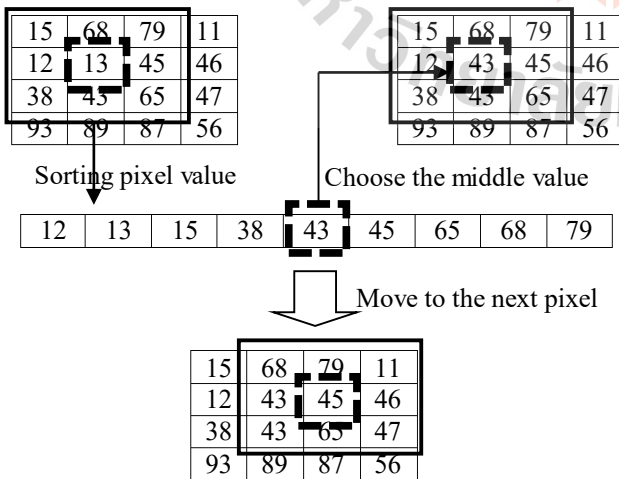 15 68 79 11
12 13 45 46
38 43 65 47
93 89 87 56
15 68 79 11
12 43 45 46
38 43 65 47
93 89 87 56
Sorting pixel value
Choose the middle value
12 13 15 38 43 45 65 68 79
Move to the next pixel
15 68 79 11
12 43 45 46
38 43 65 47
93 89 87 56